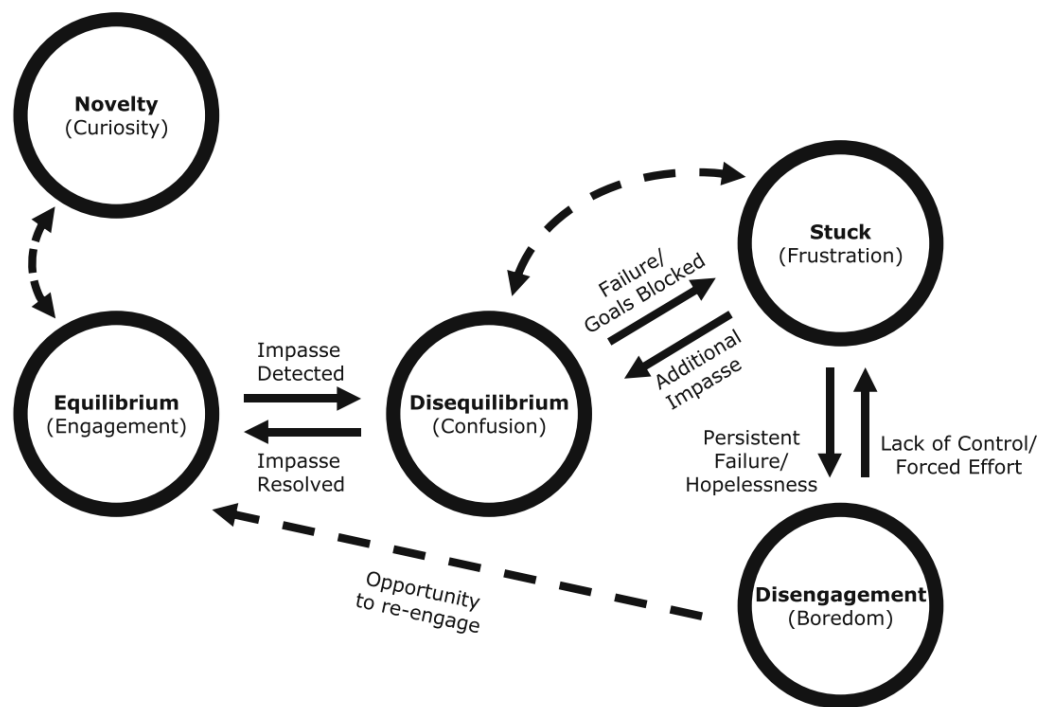 Novelty
(Curiosity)
Stuck
(Frustration)
Failure/
Goals Blocked
Additional
Impasse
Impasse
Detected
Equilibrium
(Engagement)
Disequilibrium
(Confusion)
Impasse
Resolved
Persistent
Failure/
Hopelessness
Lack of Control/
Forced Effort
Opportunity
to re-engage
Disengagement
(Boredom)